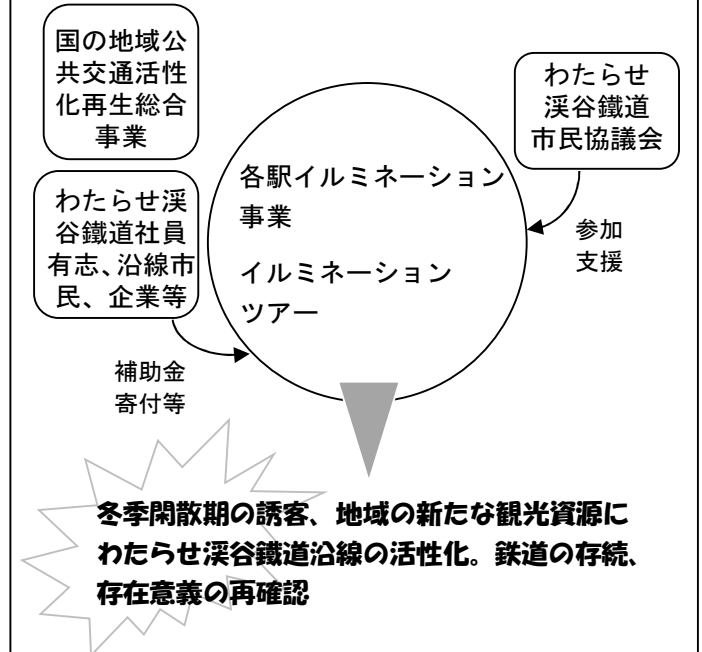 国の地域公
共交通活性
化再生総合
事業
わたらせ渓
谷鐵道社員
有志、沿線市
民、企業等
補助金
寄付等
各駅イルミネーション
事業
イルミネーション
ツアー
わたらせ
渓谷鐵道
市民協議会
参加
支援
冬季閑散期の誘客、地域の新たな観光資源に
わたらせ渓谷鐵道沿線の活性化。鉄道の存続、
存在意義の再確認